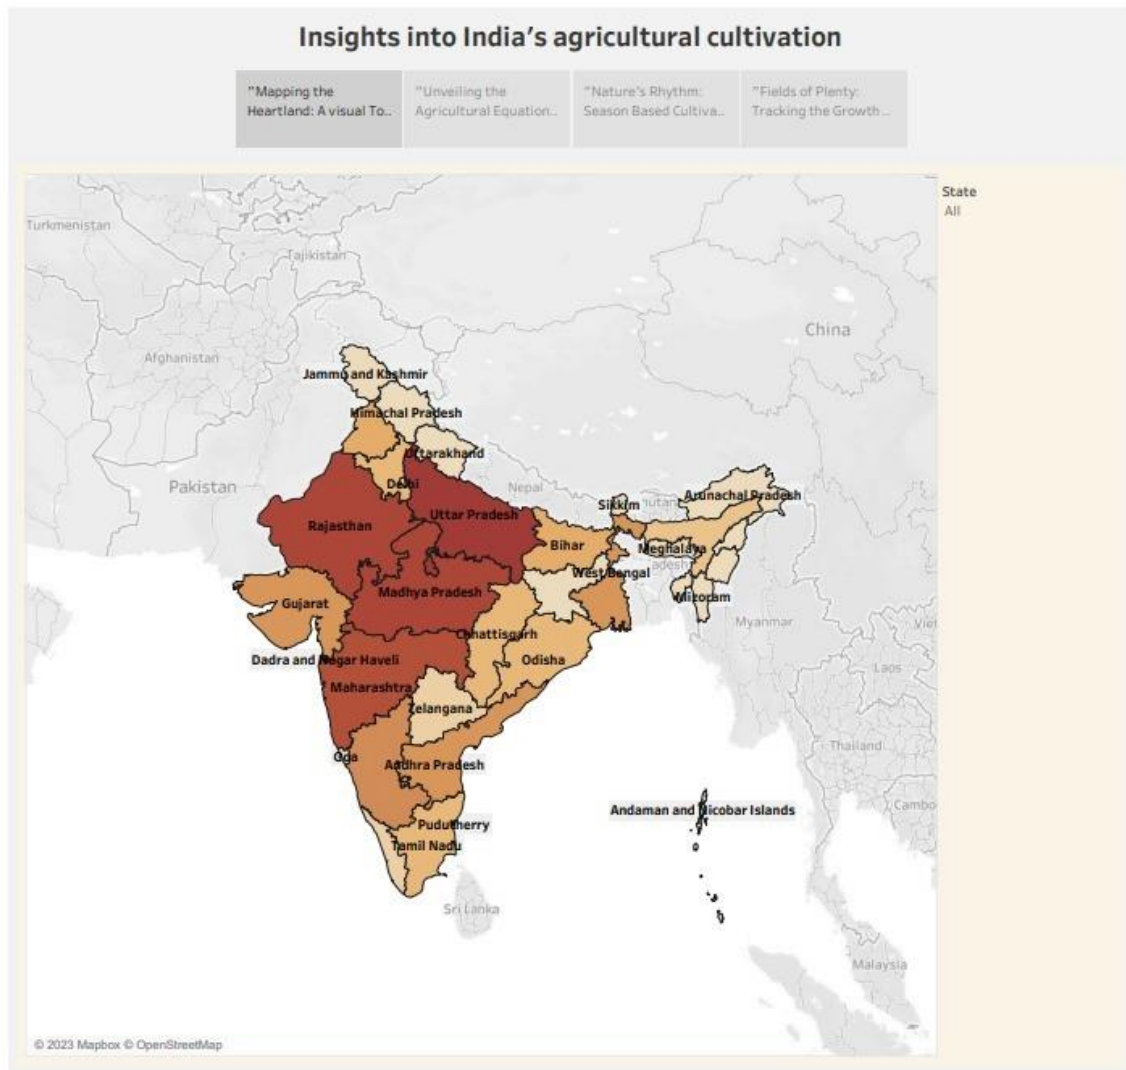 Insights into India's agricultural cultivation
"Mapping the
Heartland: A visual To..
"Unveiling the
Agricultural Equation..
"Nature's Rhythm:
Season Based Cultiva..
"Fields of Plenty:
Tracking the Growth ..
State
All
Turkmenistan
Tajikistan
China
Afghanistan
Jammu and Kashmir
Himachal Pradesh
Uttarakhand
Pakistan
Delhi
Nepal
Arunachal Pradesh
Sikkim
Uttar Pradesh
Rajasthan
Bihar
Meghalaya
adesh
West Bengal
Madhya Pradesh
Mizoram
Gujarat
Myanmar
Viet
Chhattisgarh
Dadra and Nagar Haveli
Odisha
Laos
Maharashtra
Telangana
Thailand
Goa
Andhra Pradesh
Cambo
Andaman and Nicobar Islands
Puducherry
Tamil Nadu
Sri Lanka
Malaysia
© 2023 Mapbox © OpenStreetMap